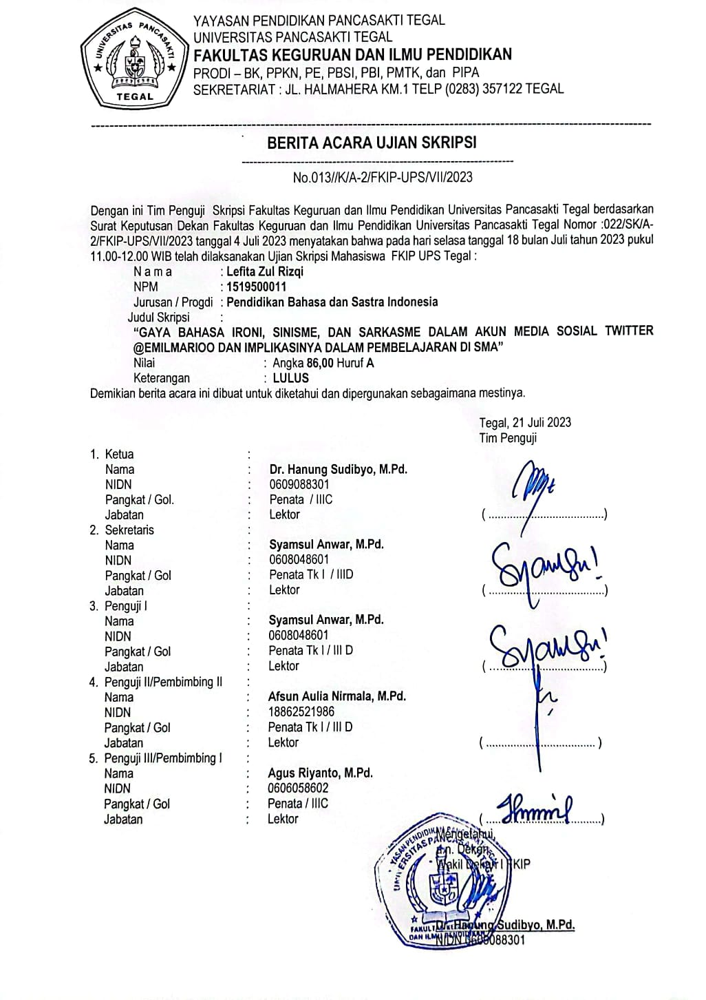 UNIVERSITAS PANCASAKTI
TEGAL
YAYASAN PENDIDIKAN PANCASAKTI TEGAL
UNIVERSITAS PANCASAKTI TEGAL
FAKULTAS KEGURUAN DAN ILMU PENDIDIKAN
PRODI – BK, PPKN, PE, PBSI, PBI, PMTK, dan PIPA
SEKRETARIAT : JL. HALMAHERA KM.1 TELP (0283) 357122 TEGAL
BERITA ACARA UJIAN SKRIPSI
No.013//K/A-2/FKIP-UPS/VII/2023
Dengan ini Tim Penguji Skripsi Fakultas Keguruan dan Ilmu Pendidikan Universitas Pancasakti Tegal berdasarkan
Surat Keputusan Dekan Fakultas Keguruan dan Ilmu Pendidikan Universitas Pancasakti Tegal Nomor :022/SK/A-
2/FKIP-UPS/VII/2023 tanggal 4 Juli 2023 menyatakan bahwa pada hari selasa tanggal 18 bulan Juli tahun 2023 pukul
11.00-12.00 WIB telah dilaksanakan Ujian Skripsi Mahasiswa FKIP UPS Tegal :
N a m a : Lefita Zul Rizqi
NPM : 1519500011
Jurusan / Progdi : Pendidikan Bahasa dan Sastra Indonesia
Judul Skripsi :
“GAYA BAHASA IRONI, SINISME, DAN SARKASME DALAM AKUN MEDIA SOSIAL TWITTER
@EMILMARIOO DAN IMPLIKASINYA DALAM PEMBELAJARAN DI SMA”
Nilai : Angka 86,00 Huruf A
Keterangan : LULUS
Demikian berita acara ini dibuat untuk diketahui dan dipergunakan sebagaimana mestinya.
Tegal, 21 Juli 2023
Tim Penguji
1. Ketua :
Nama : Dr. Hanung Sudibyo, M.Pd.
NIDN : 0609088301
Pangkat / Gol. : Penata / IIIC
Jabatan : Lektor (......................................)
2. Sekretaris :
Nama : Syamsul Anwar, M.Pd.
NIDN : 0608048601
Pangkat / Gol : Penata Tk I / IIID
Jabatan : Lektor (......................................)
3. Penguji I :
Nama : Syamsul Anwar, M.Pd.
NIDN : 0608048601
Pangkat / Gol : Penata Tk I / III D
Jabatan : Lektor (......................................)
4. Penguji II/Pembimbing II :
Nama : Afsun Aulia Nirmala, M.Pd.
NIDN : 18862521986
Pangkat / Gol : Penata Tk I / III D
Jabatan : Lektor (...................................)
5. Penguji III/Pembimbing I :
Nama : Agus Riyanto, M.Pd.
NIDN : 0606058602
Pangkat / Gol : Penata / IIIC
Jabatan : Lektor (......................................)
Mengetahui,
a.n. Dekan
Wakil Dekan I FKIP
Dr. Hanung Sudibyo, M.Pd.
NIDN 0609088301